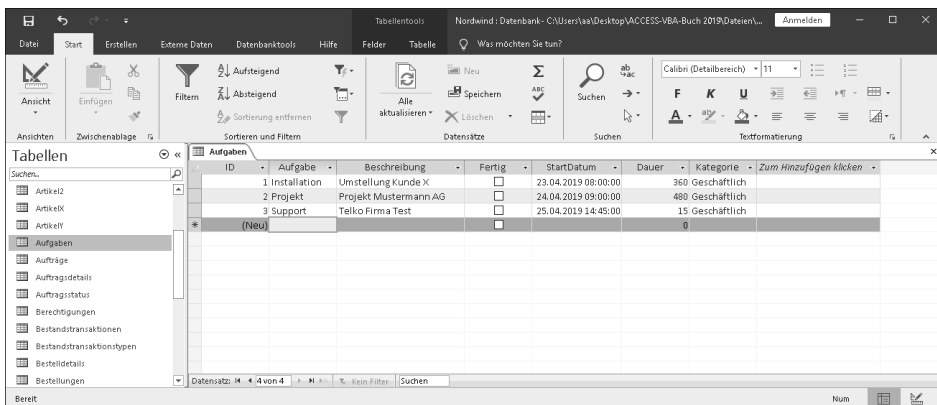 Tabellentools Nordwind : Datenbank- C:\Users\aa\Desktop\ACCESS-VBA-Buch 2019\Dateien\... Anmelden
Datei Start Erstellen Externe Daten Datenbanktools Hilfe Felder Tabelle Was möchten Sie tun?
Ansicht Einfügen Filtern Aufsteigend Absteigend Sortierung entfernen Alle aktualisieren Neu Speichern Löschen Suchen Calibri (Detailbereich) 11
F K U
Ansichten Zwischenablage Sortieren und Filtern Datensätze Suchen Textformatierung
Tabellen
Suchen...
Artikel2
ArtikelX
ArtikelY
Aufgaben
Aufträge
Auftragsdetails
Auftragsstatus
Berechtigungen
Bestandstransaktionen
Bestandstransaktionstypen
Bestelldetails
Bestellungen
Aufgaben
ID Aufgabe Beschreibung Fertig StartDatum Dauer Kategorie Zum Hinzufügen klicken
1 Installation Umstellung Kunde X 23.04.2019 08:00:00 360 Geschäftlich
2 Projekt Projekt Mustermann AG 24.04.2019 09:00:00 480 Geschäftlich
3 Support Telko Firma Test 25.04.2019 14:45:00 15 Geschäftlich
(Neu) 0
Datensatz: 4 von 4 Kein Filter Suchen
Bereit Num